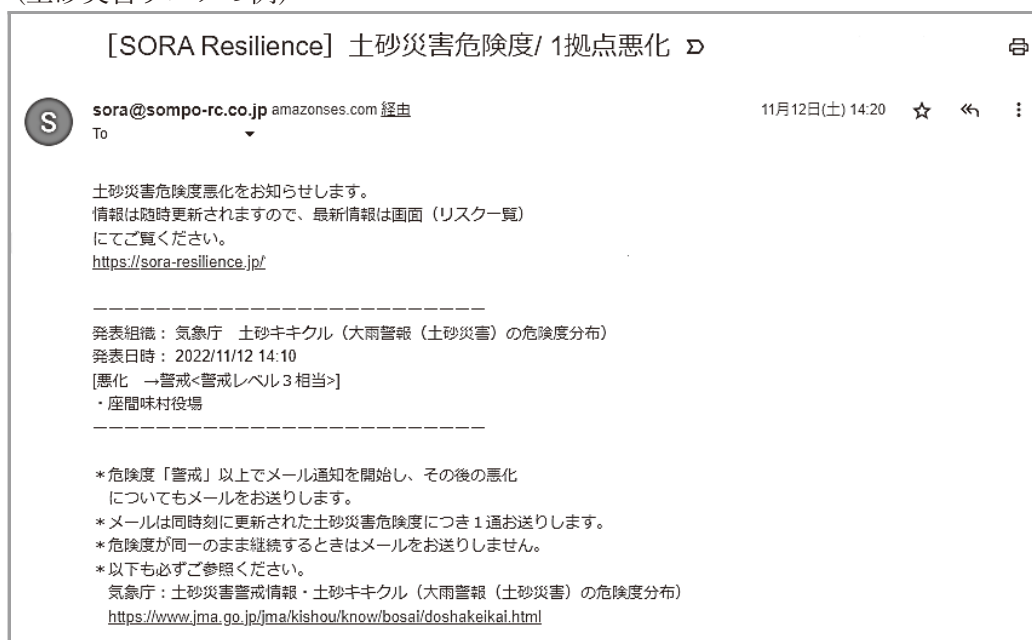 [SORA Resilience] 土砂災害危険度/ 1拠点悪化
S
sora@sompo-rc.co.jp amazonses.com 経由
11月12日(土) 14:20
To
土砂災害危険度悪化をお知らせします。
情報は随時更新されますので、最新情報は画面（リスク一覧）
にてご覧ください。
https://sora-resilience.jp/
ーーーーーーーーーーーーーーーーーーーーーーーーーー
発表組織： 気象庁　土砂キキクル（大雨警報（土砂災害）の危険度分布）
発表日時： 2022/11/12 14:10
[悪化　→警戒<警戒レベル３相当>]
・座間味村役場
ーーーーーーーーーーーーーーーーーーーーーーーーーー
＊危険度「警戒」以上でメール通知を開始し、その後の悪化
についてもメールをお送りします。
＊メールは同時刻に更新された土砂災害危険度につき１通お送りします。
＊危険度が同一のまま継続するときはメールをお送りしません。
＊以下も必ずご参照ください。
気象庁：土砂災害警戒情報・土砂キキクル（大雨警報（土砂災害）の危険度分布）
https://www.jma.go.jp/jma/kishou/know/bosai/doshakeikai.html